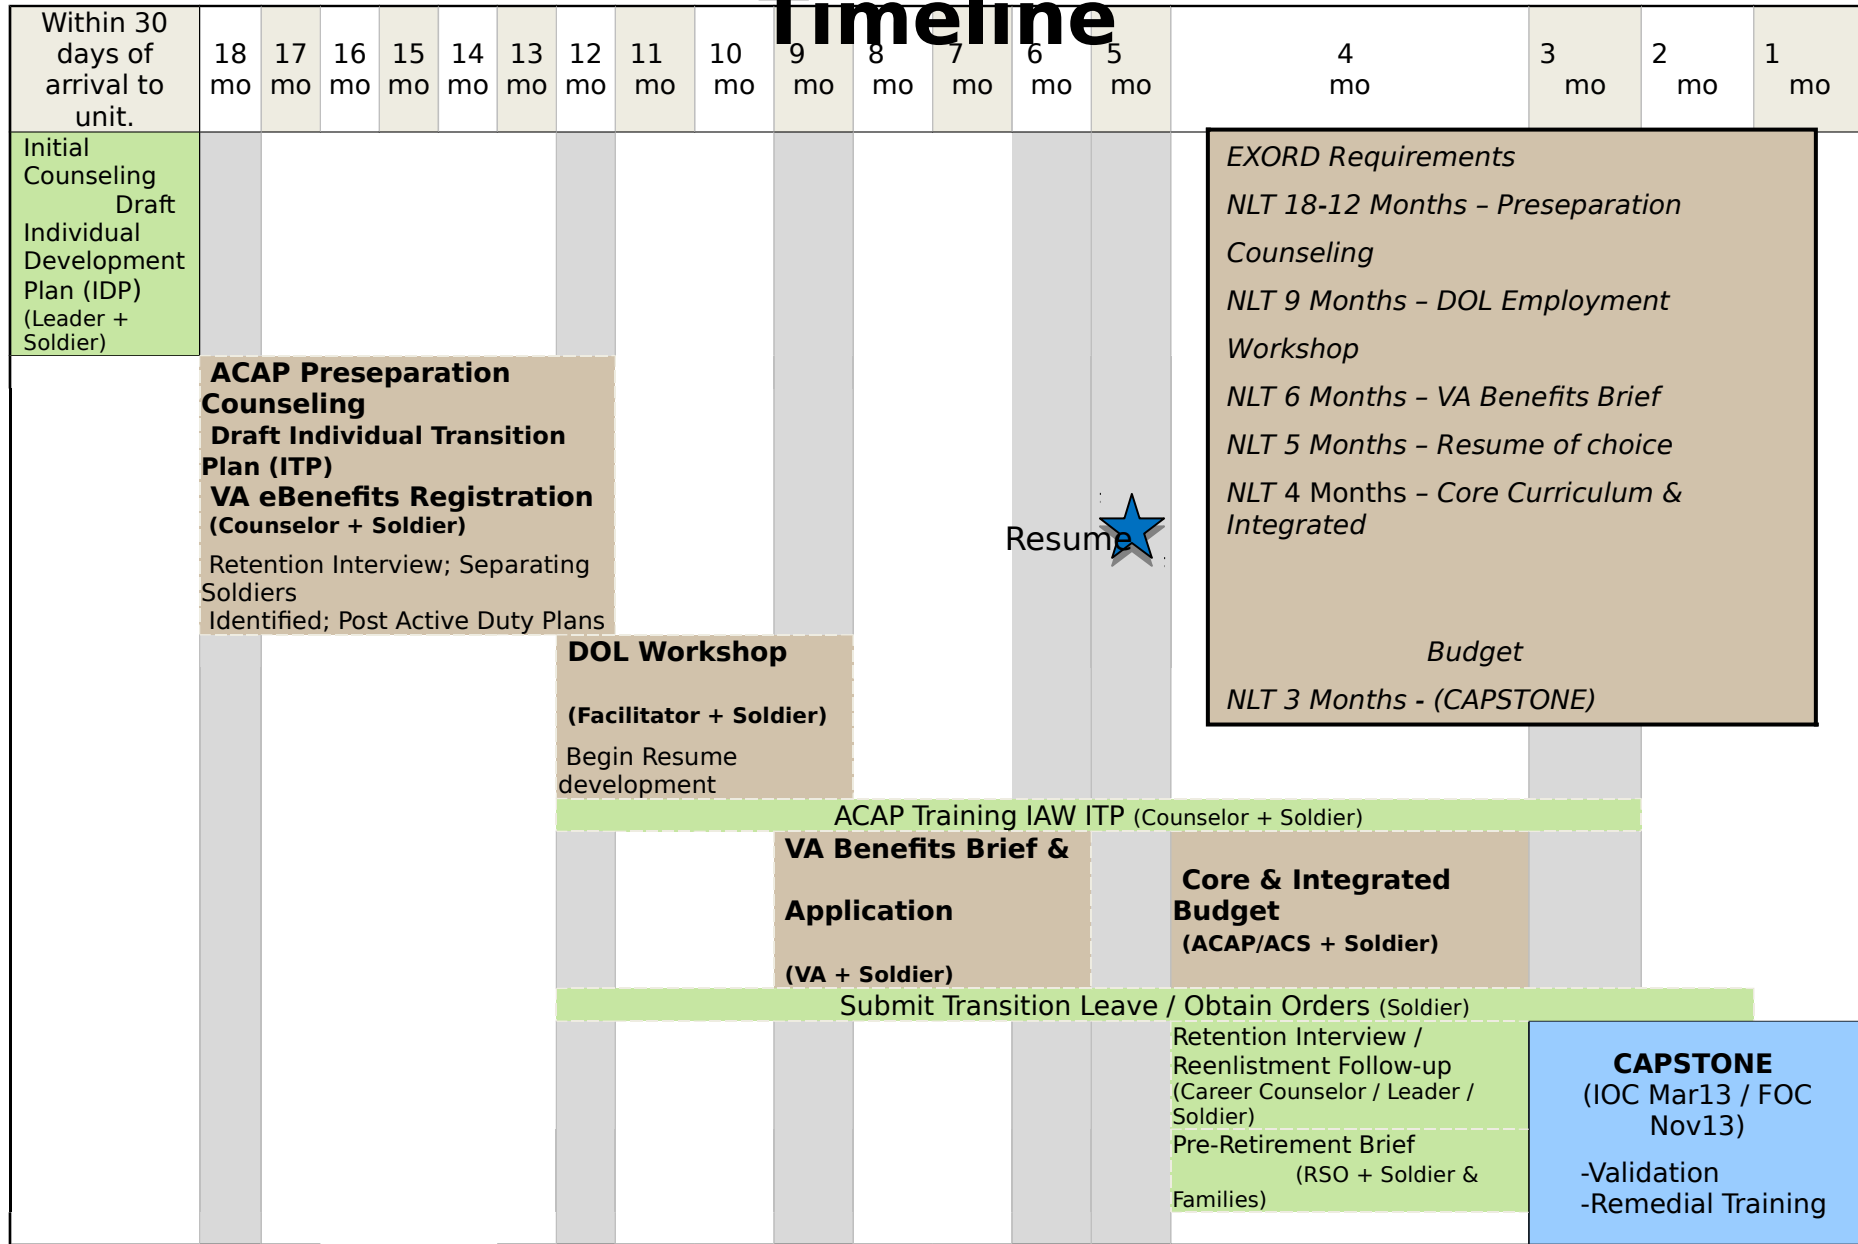 Timeline
Within 30
days of
arrival to
unit.
18
mo
17
mo
16
mo
15
mo
14
mo
13
mo
12
mo
11
mo
10
mo
9
mo
8
mo
7
mo
6
mo
5
mo
4
mo
3
mo
2
mo
1
mo
Initial
Counseling
Draft
Individual
Development
Plan (IDP)
(Leader +
Soldier)
EXORD Requirements
NLT 18-12 Months – Preseparation
Counseling
NLT 9 Months – DOL Employment
Workshop
NLT 6 Months – VA Benefits Brief
NLT 5 Months – Resume of choice
NLT 4 Months – Core Curriculum &
Integrated
Budget
NLT 3 Months - (CAPSTONE)
ACAP Preseparation
Counseling
Draft Individual Transition
Plan (ITP)
VA eBenefits Registration
(Counselor + Soldier)
Retention Interview; Separating
Soldiers
Identified; Post Active Duty Plans
Resume
DOL Workshop
(Facilitator + Soldier)
Begin Resume
development
ACAP Training IAW ITP (Counselor + Soldier)
VA Benefits Brief &
Application
(VA + Soldier)
Core & Integrated
Budget
(ACAP/ACS + Soldier)
Submit Transition Leave / Obtain Orders (Soldier)
Retention Interview /
Reenlistment Follow-up
(Career Counselor / Leader /
Soldier)
Pre-Retirement Brief
(RSO + Soldier &
Families)
CAPSTONE
(IOC Mar13 / FOC
Nov13)
-Validation
-Remedial Training